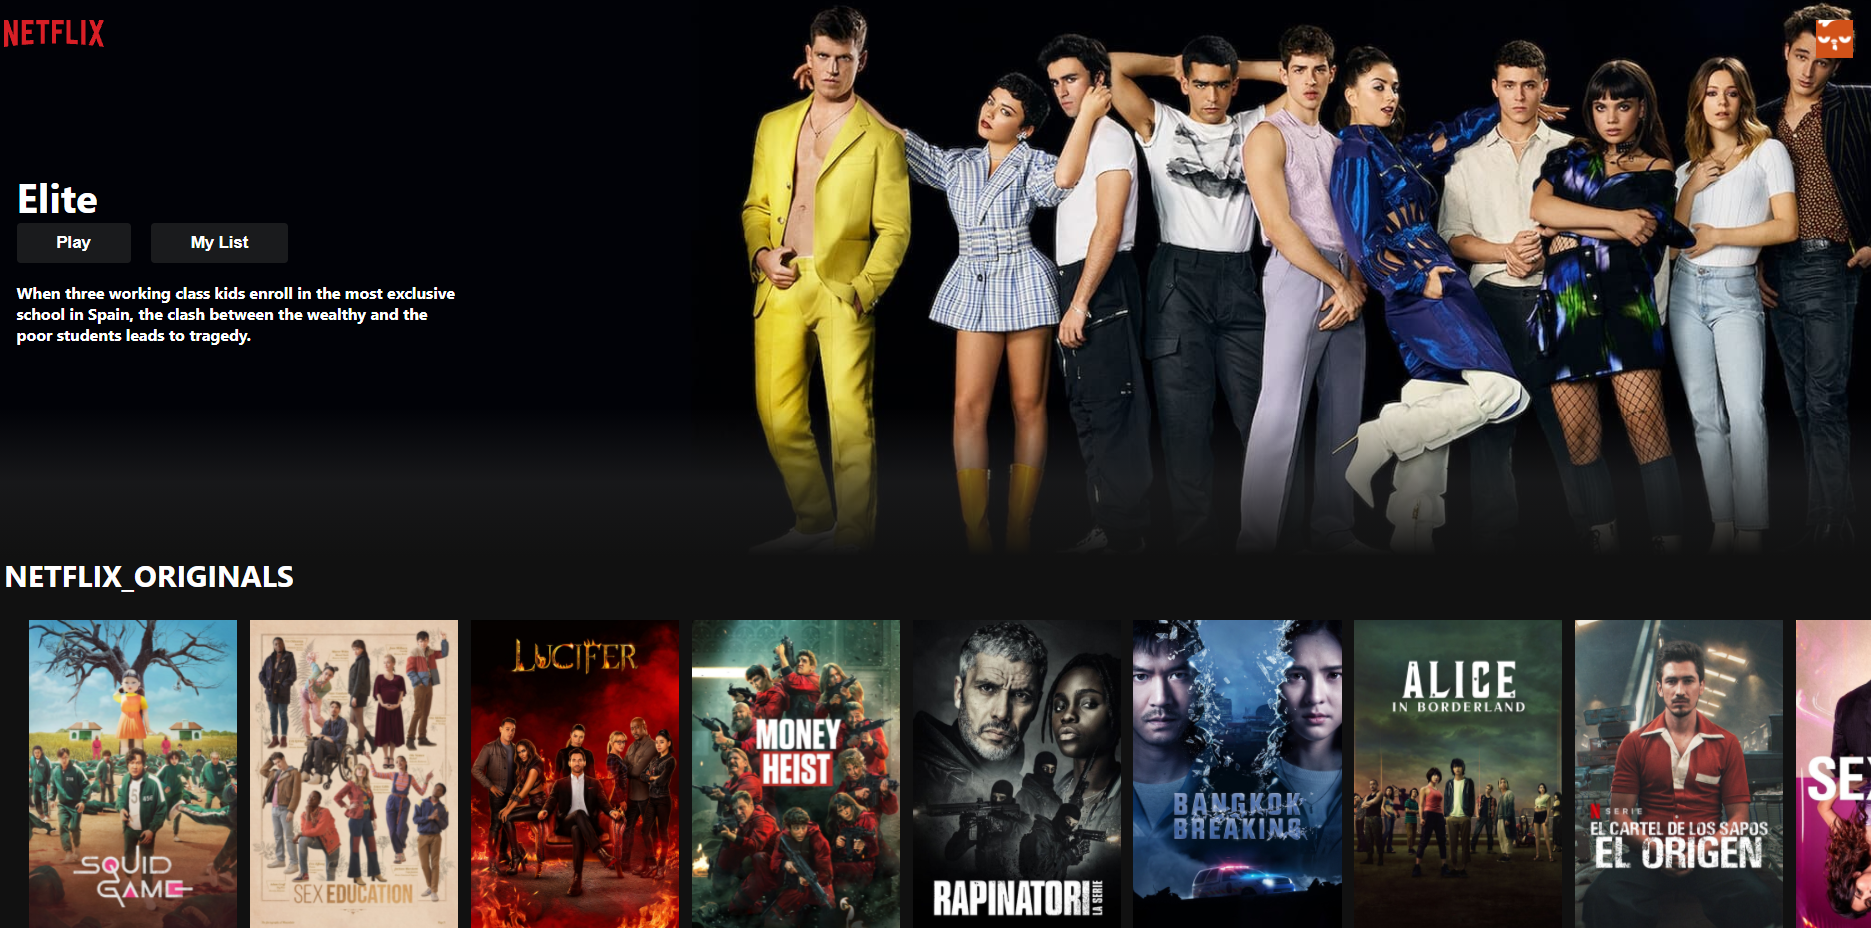 NETFLIX
Elite
Play
My List
When three working class kids enroll in the most exclusive
school in Spain, the clash between the wealthy and the
poor students leads to tragedy.
NETFLIX_ORIGINALS
SQUID
GAME
SEX EDUCATION
LUCIFER
MONEY
HEIST
RAPINATORI
LA SERIE
BANGKOK
BREAKING
ALICE
IN BORDERLAND
N SERIE
EL CARTEL DE LOS SAPOS
EL ORIGEN